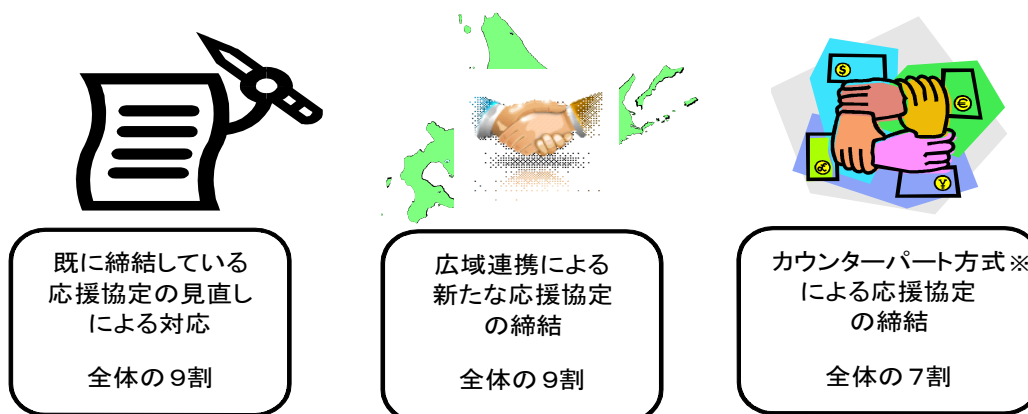 $
€
£
¥
既に締結している
応援協定の見直し
による対応
全体の９割
広域連携による
新たな応援協定
の締結
全体の９割
カウンターパート方式※
による応援協定
の締結
全体の７割